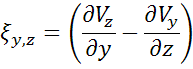 ξ_{y,z} = (∂V_z/∂y − ∂V_y/∂z)